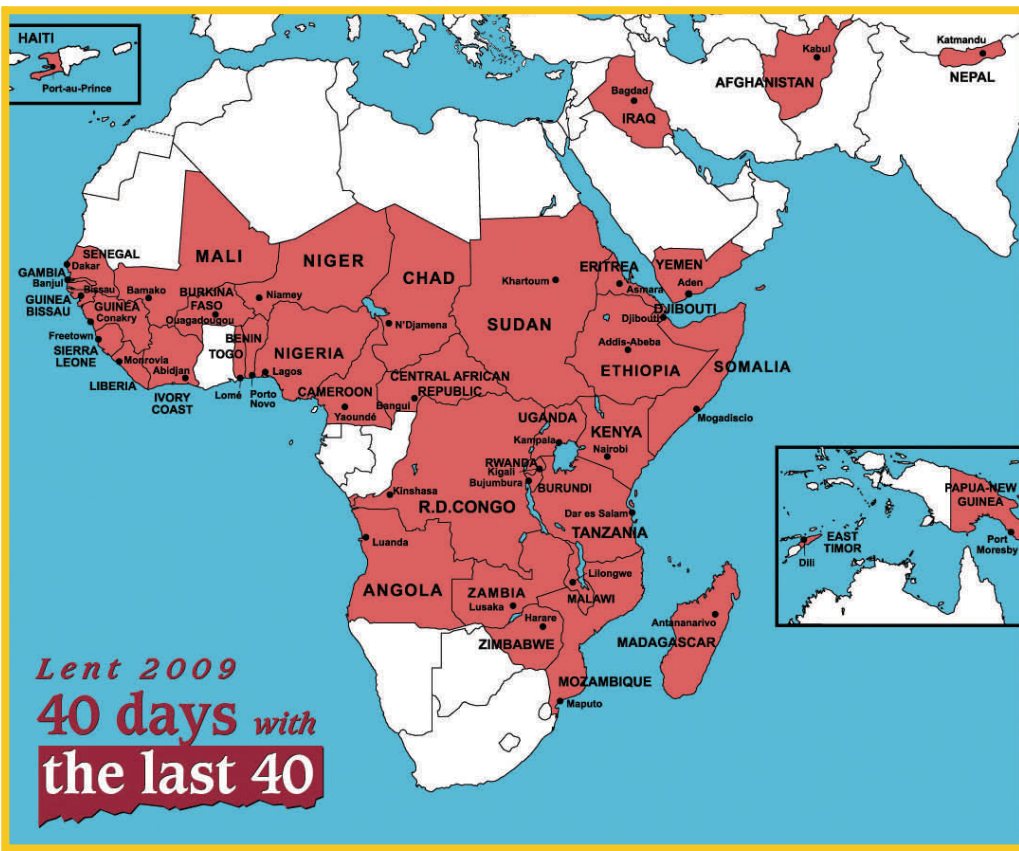 HAITI
Port-au-Prince
Kabul
AFGHANISTAN
Katmandu
NEPAL
Bagdad
IRAQ
SENEGAL
Dakar
GAMBIA
Banjul
Bissau
GUINEA
BISSAU
MALI
Bamako
BURKINA
FASO
Ouagadougou
NIGER
Niamey
CHAD
N'Djamena
Khartoum
SUDAN
ERITREA
Asmara
YEMEN
Aden
DJIBOUTI
Djibouti
GUINEA
Conakry
Freetown
SIERRA
LEONE
Monrovia
LIBERIA
Abidjan
IVORY
COAST
BENIN
TOGO
Lomé
Porto
Novo
NIGERIA
Lagos
CAMEROON
Yaoundé
CENTRAL AFRICAN
REPUBLIC
Bangui
Addis-Abeba
ETHIOPIA
SOMALIA
Mogadiscio
UGANDA
Kampala
KENYA
Nairobi
RWANDA
Kigali
Bujumbura
BURUNDI
Kinshasa
R.D.CONGO
Dar es Salam
TANZANIA
Luanda
ANGOLA
ZAMBIA
Lusaka
Lilongwe
MALAWI
Harare
ZIMBABWE
Antananarivo
MADAGASCAR
MOZAMBIQUE
Maputo
PAPUA-NEW
GUINEA
Port
Moresby
EAST
TIMOR
Dili
Lent 2009
40 days with
the last 40